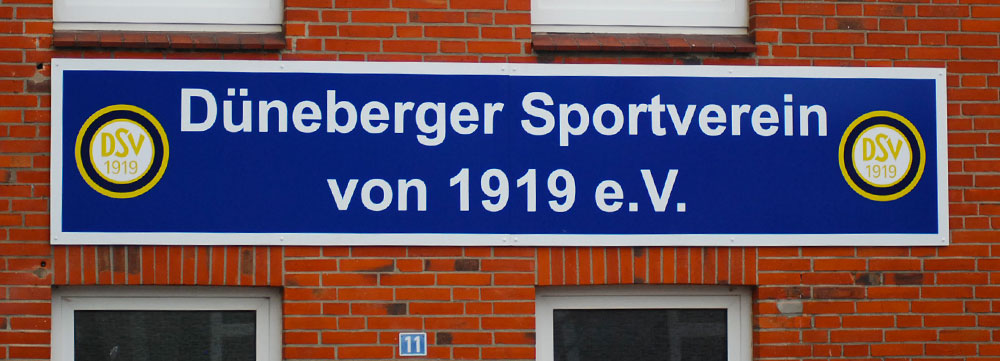 Düneberger Sportverein
von 1919 e.V.
DSV
1919
DSV
1919
11